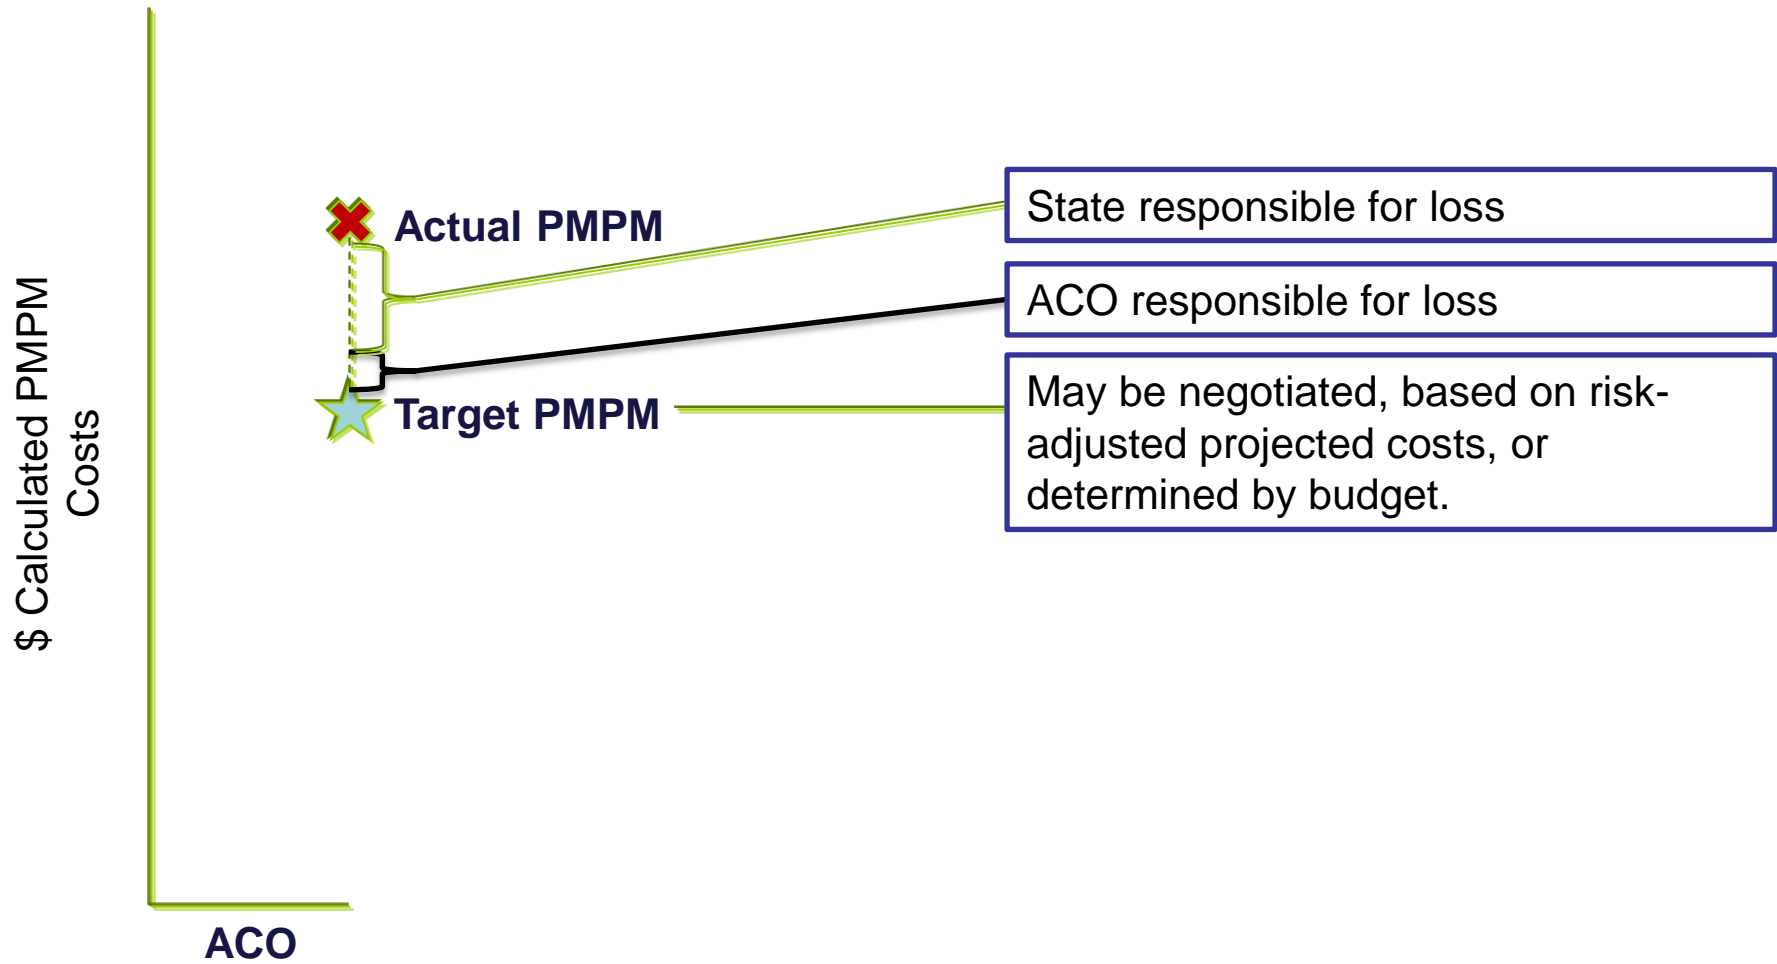 $ Calculated PMPM
Costs
Actual PMPM
Target PMPM
State responsible for loss
ACO responsible for loss
May be negotiated, based on risk-
adjusted projected costs, or
determined by budget.
ACO